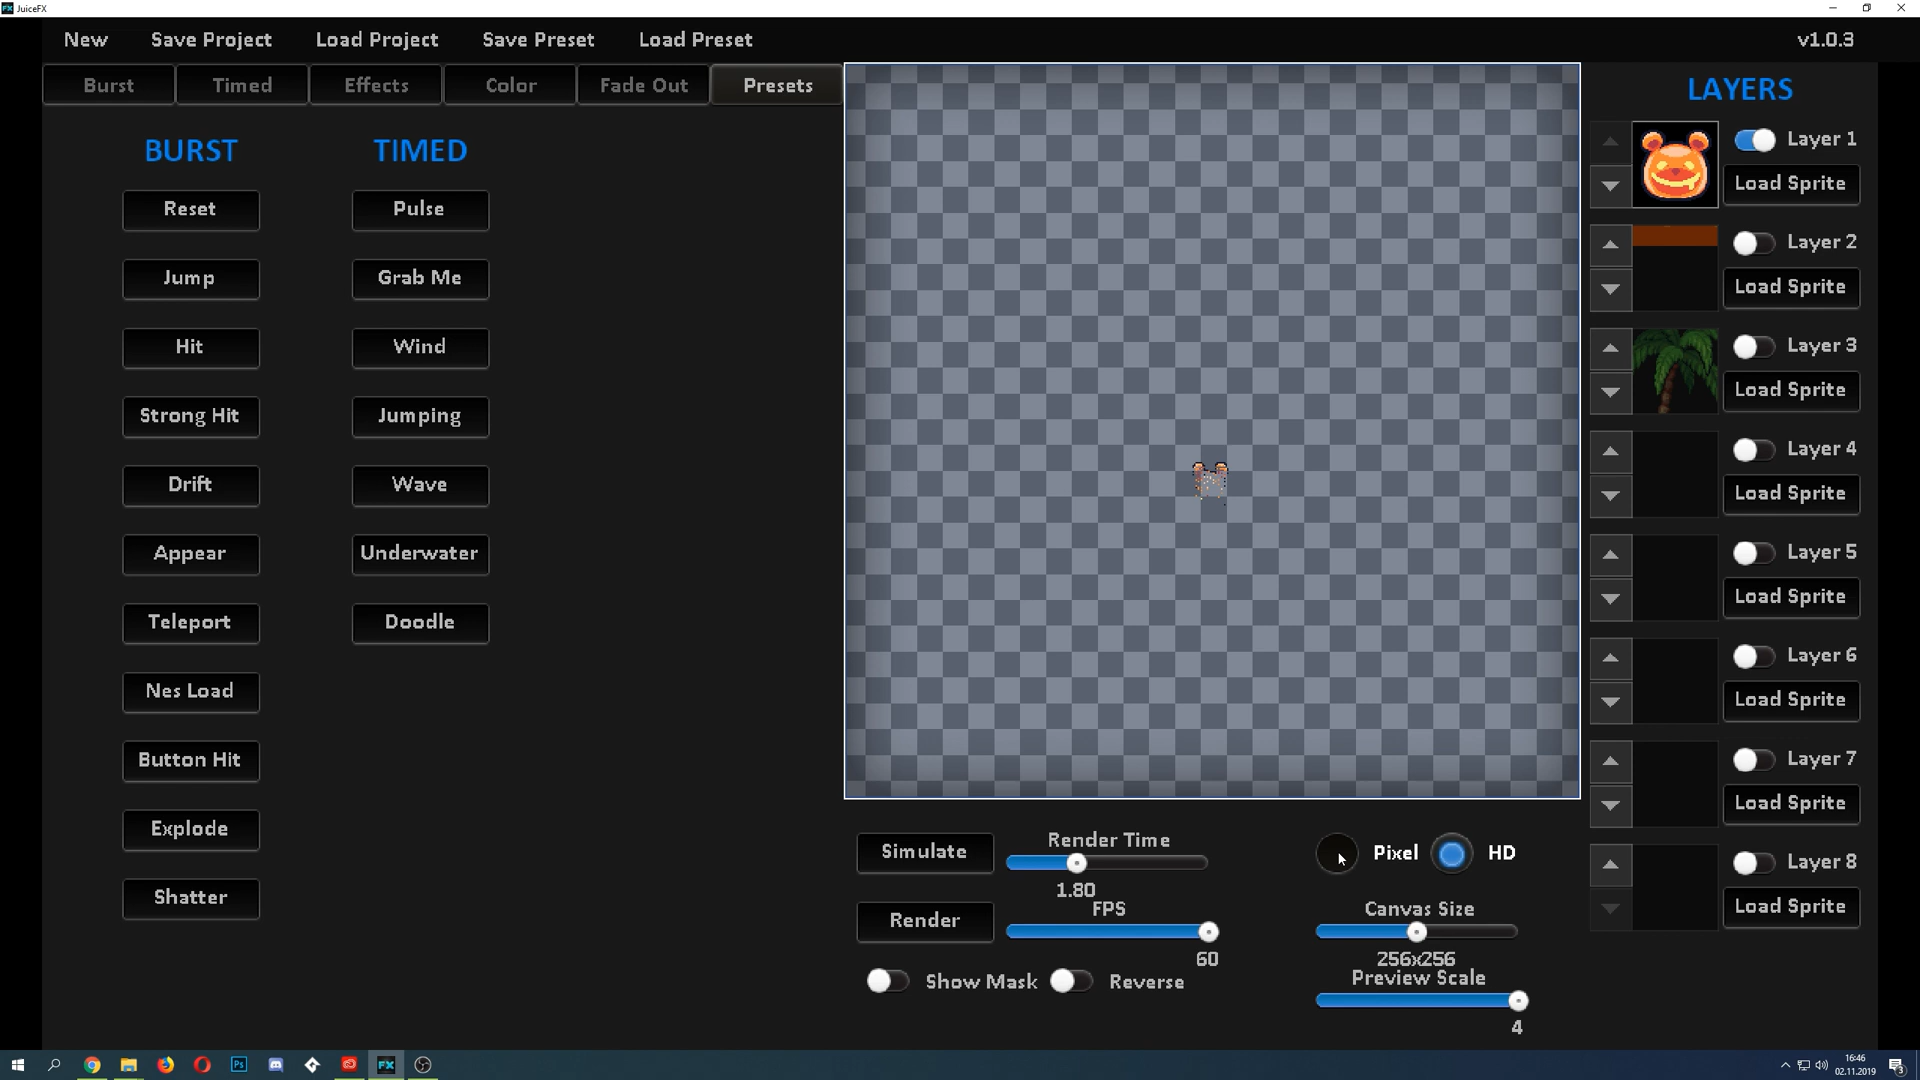 JuiceFX
New Save Project Load Project Save Preset Load Preset v1.0.3
Burst Timed Effects Color Fade Out Presets
BURST TIMED
Reset Pulse
Jump Grab Me
Hit Wind
Strong Hit Jumping
Drift Wave
Appear Underwater
Teleport Doodle
Nes Load
Button Hit
Explode
Shatter
Simulate Render Time
1.80
Render FPS
60
Show Mask Reverse
Pixel HD
Canvas Size
256x256
Preview Scale
4
LAYERS
Layer 1
Load Sprite
Layer 2
Load Sprite
Layer 3
Load Sprite
Layer 4
Load Sprite
Layer 5
Load Sprite
Layer 6
Load Sprite
Layer 7
Load Sprite
Layer 8
Load Sprite
Ps FX
16:46
02.11.2019
3